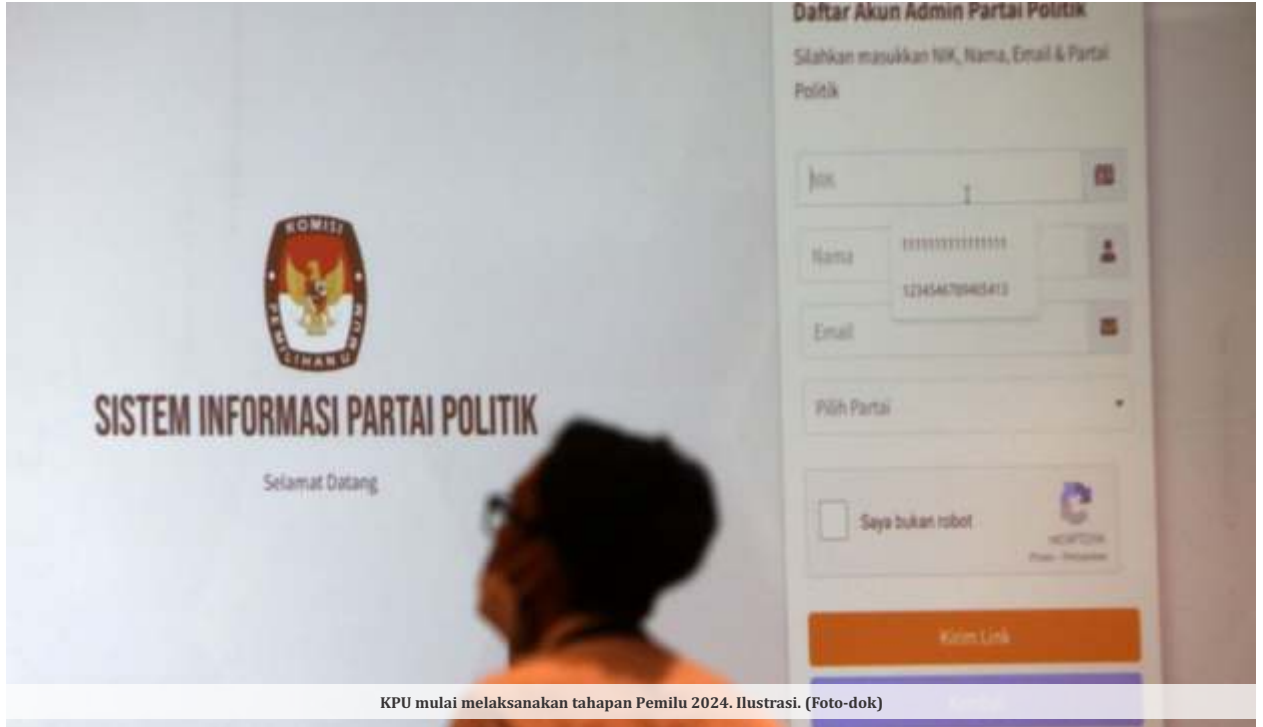 KOMISI
PEMILIHAN UMUM
SISTEM INFORMASI PARTAI POLITIK
Selamat Datang
Daftar Akun Admin Partai Politik
Silahkan masukkan NIK, Nama, Email & Partai
Politik
NIK
Nama
Email
Pilih Partai
Saya bukan robot
reCAPTCHA
Kirim Link
Kembali
KPU mulai melaksanakan tahapan Pemilu 2024. Ilustrasi. (Foto-dok)